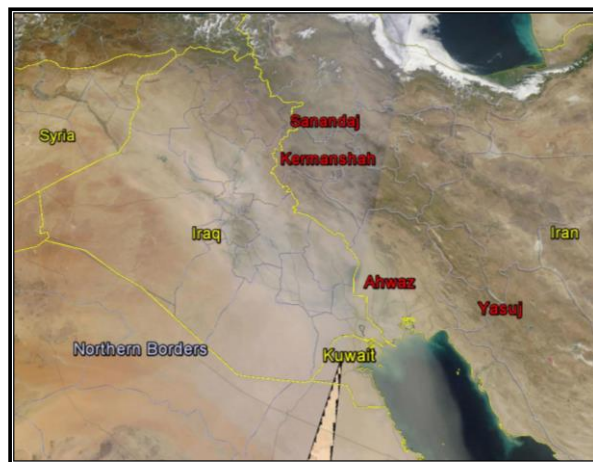 Sanandaj
Syria
Kermanshah
Iraq
Iran
Ahwaz
Yasuj
Northern Borders
Kuwait